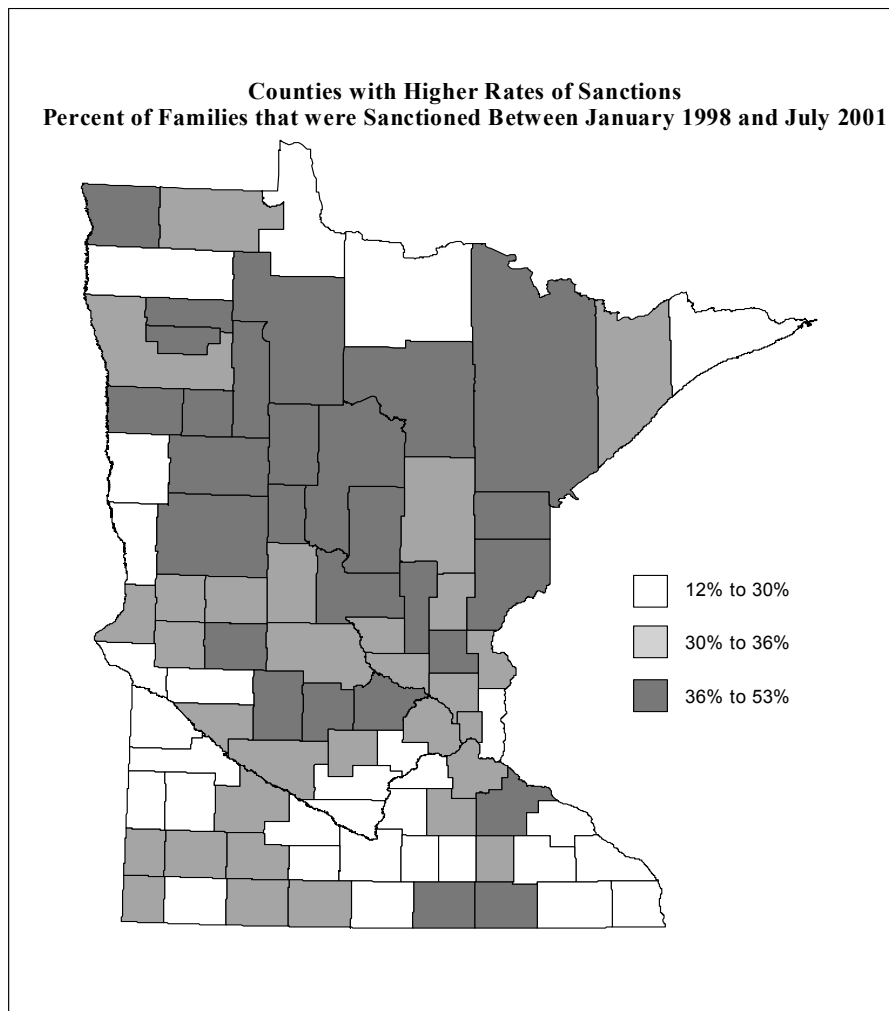 Counties with Higher Rates of Sanctions
Percent of Families that were Sanctioned Between January 1998 and July 2001
12% to 30%
30% to 36%
36% to 53%